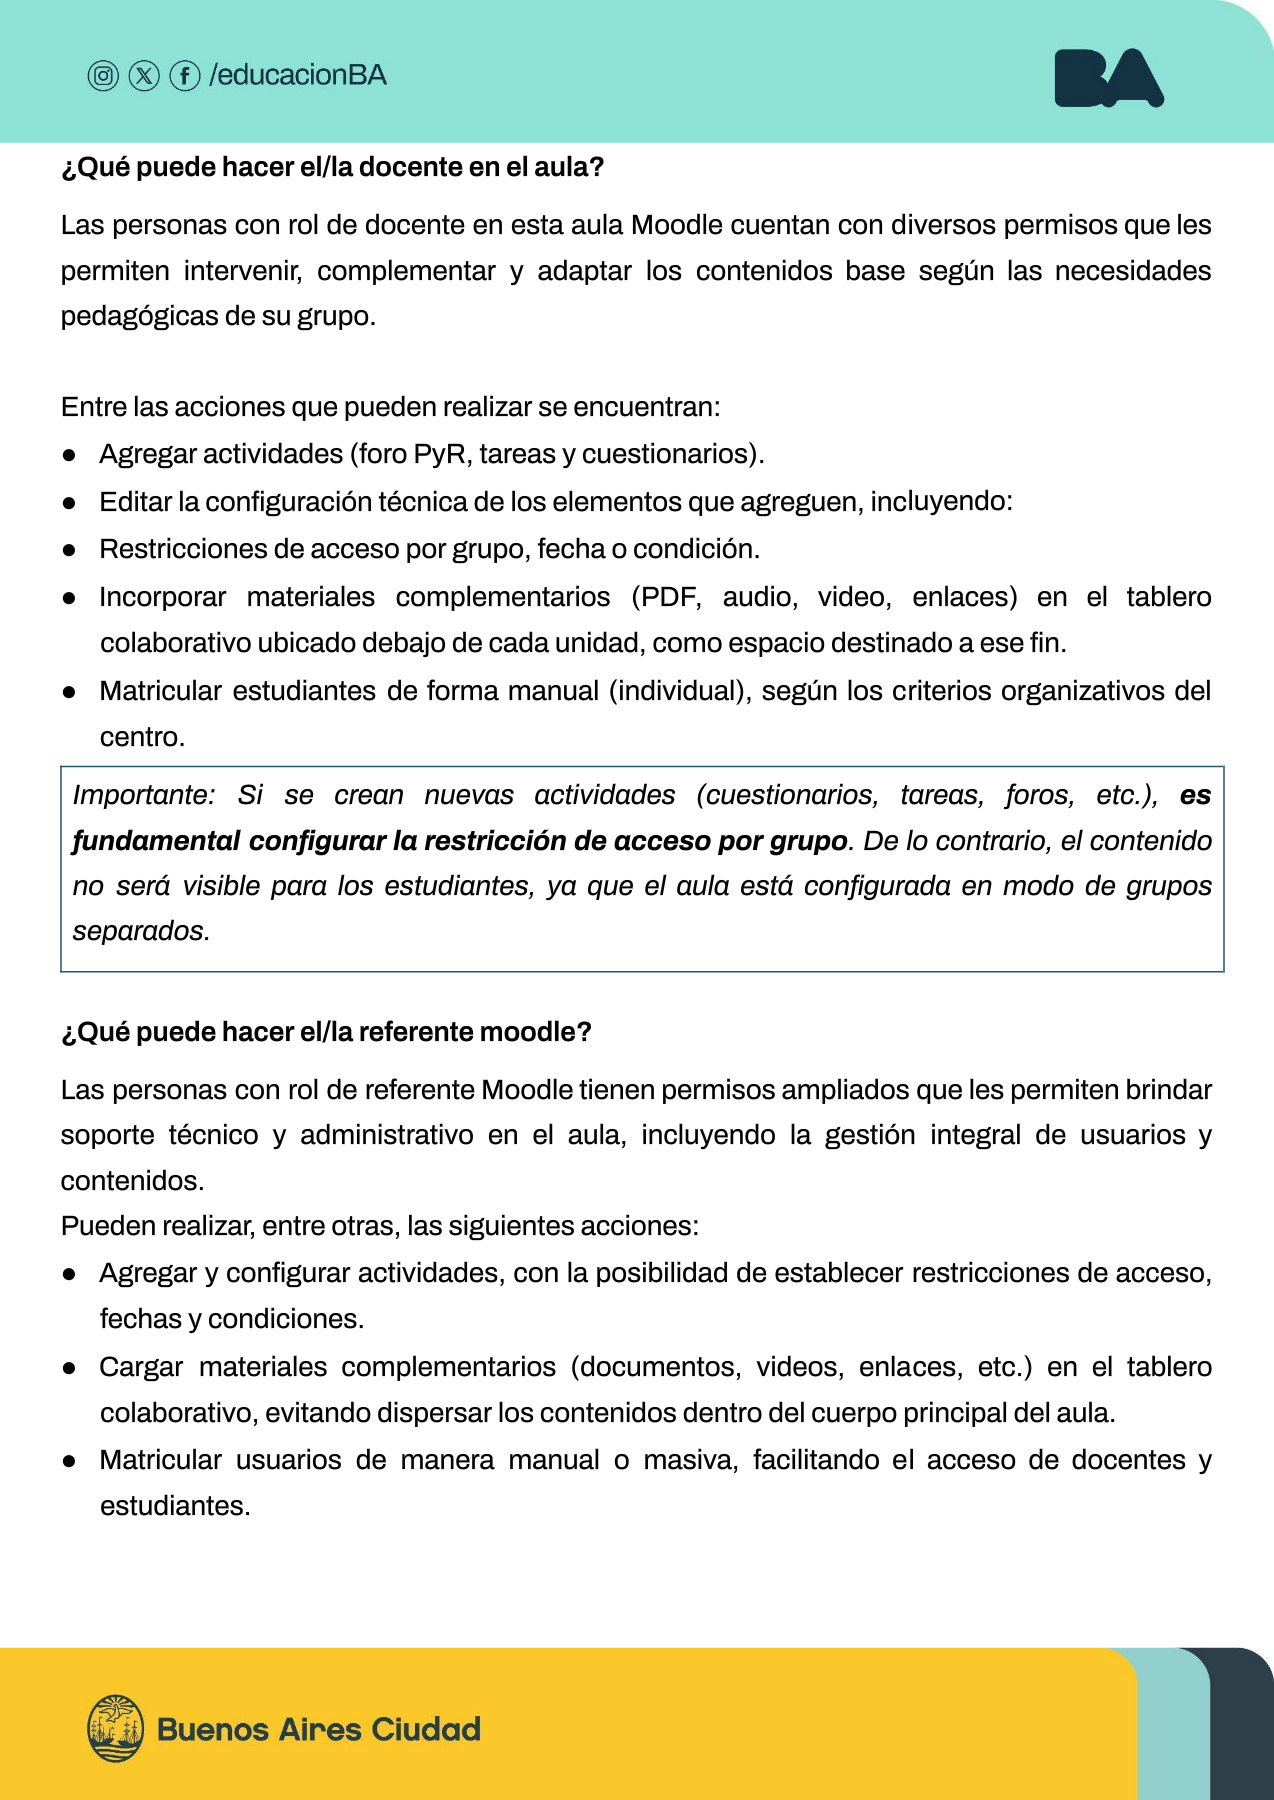 /educacionBA
BA
¿Qué puede hacer el/la docente en el aula?
Las personas con rol de docente en esta aula Moodle cuentan con diversos permisos que les
permiten intervenir, complementar y adaptar los contenidos base según las necesidades
pedagógicas de su grupo.
Entre las acciones que pueden realizar se encuentran:
● Agregar actividades (foro PyR, tareas y cuestionarios).
● Editar la configuración técnica de los elementos que agreguen, incluyendo:
● Restricciones de acceso por grupo, fecha o condición.
● Incorporar materiales complementarios (PDF, audio, video, enlaces) en el tablero
colaborativo ubicado debajo de cada unidad, como espacio destinado a ese fin.
● Matricular estudiantes de forma manual (individual), según los criterios organizativos del
centro.
Importante: Si se crean nuevas actividades (cuestionarios, tareas, foros, etc.), es
fundamental configurar la restricción de acceso por grupo. De lo contrario, el contenido
no será visible para los estudiantes, ya que el aula está configurada en modo de grupos
separados.
¿Qué puede hacer el/la referente moodle?
Las personas con rol de referente Moodle tienen permisos ampliados que les permiten brindar
soporte técnico y administrativo en el aula, incluyendo la gestión integral de usuarios y
contenidos.
Pueden realizar, entre otras, las siguientes acciones:
● Agregar y configurar actividades, con la posibilidad de establecer restricciones de acceso,
fechas y condiciones.
● Cargar materiales complementarios (documentos, videos, enlaces, etc.) en el tablero
colaborativo, evitando dispersar los contenidos dentro del cuerpo principal del aula.
● Matricular usuarios de manera manual o masiva, facilitando el acceso de docentes y
estudiantes.
Buenos Aires Ciudad